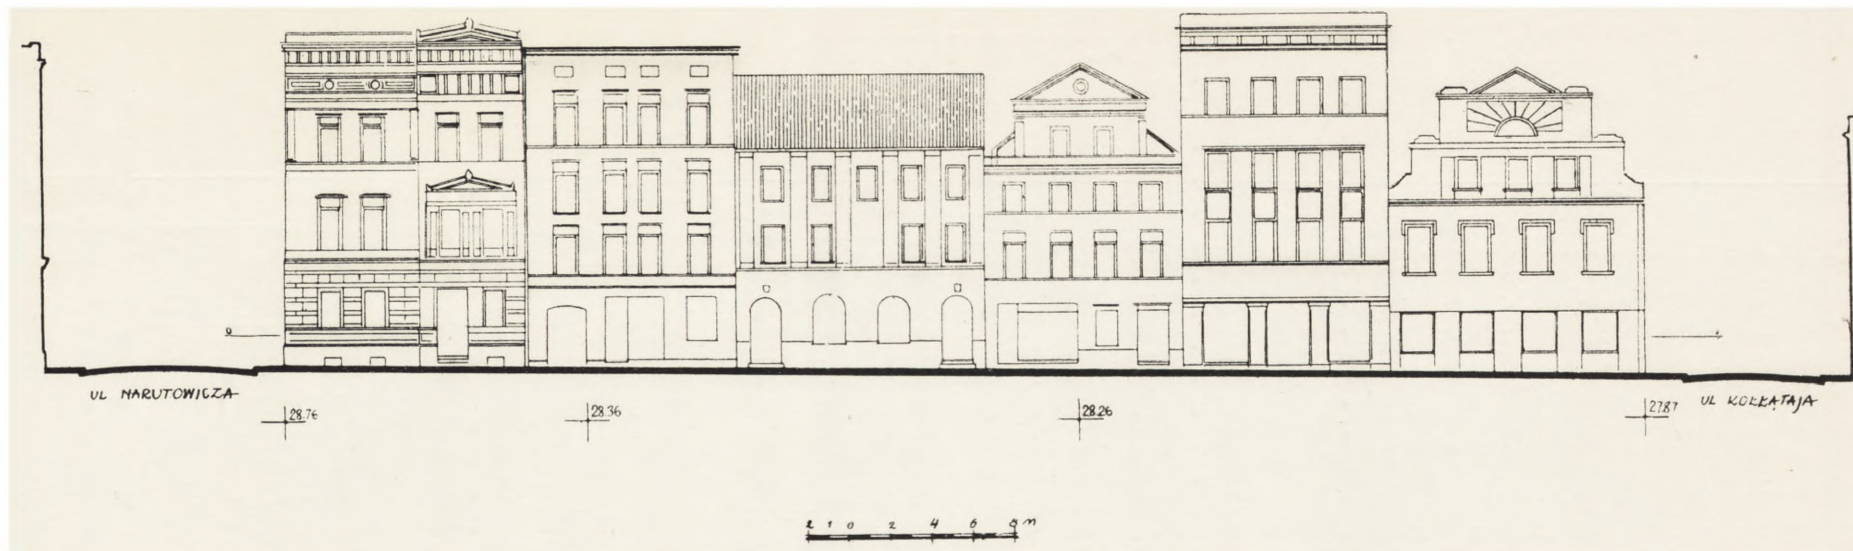 UL NARUTOWICZA
UL KOŁŁĄTAJA
28.76
28.36
28.26
27.87
2 1 0 2 4 6 8 m